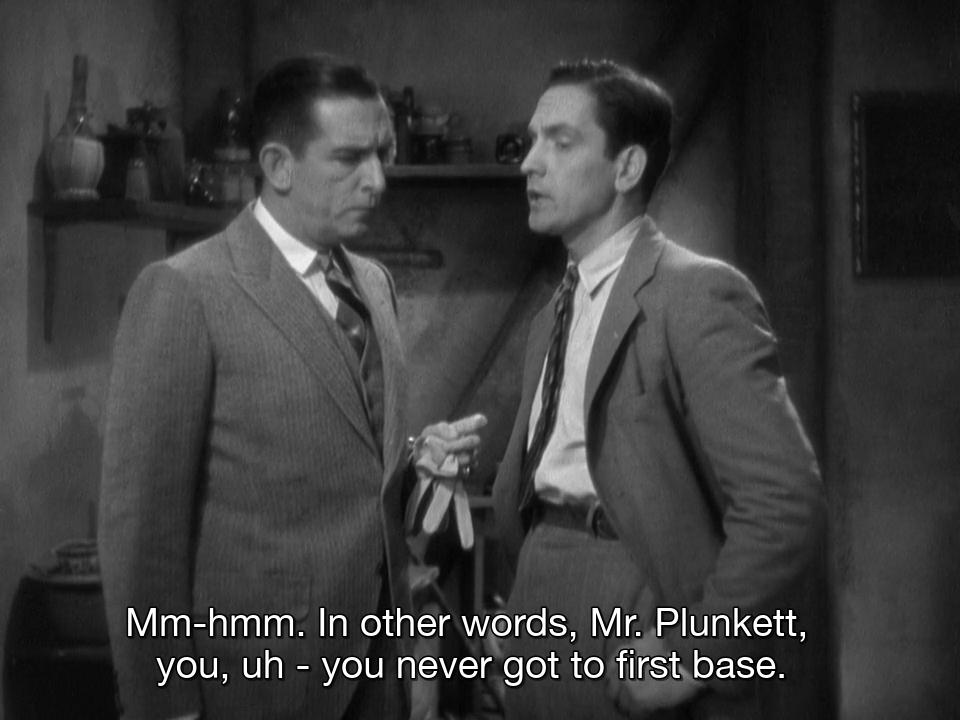 Mm-hmm. In other words, Mr. Plunkett,
you, uh - you never got to first base.